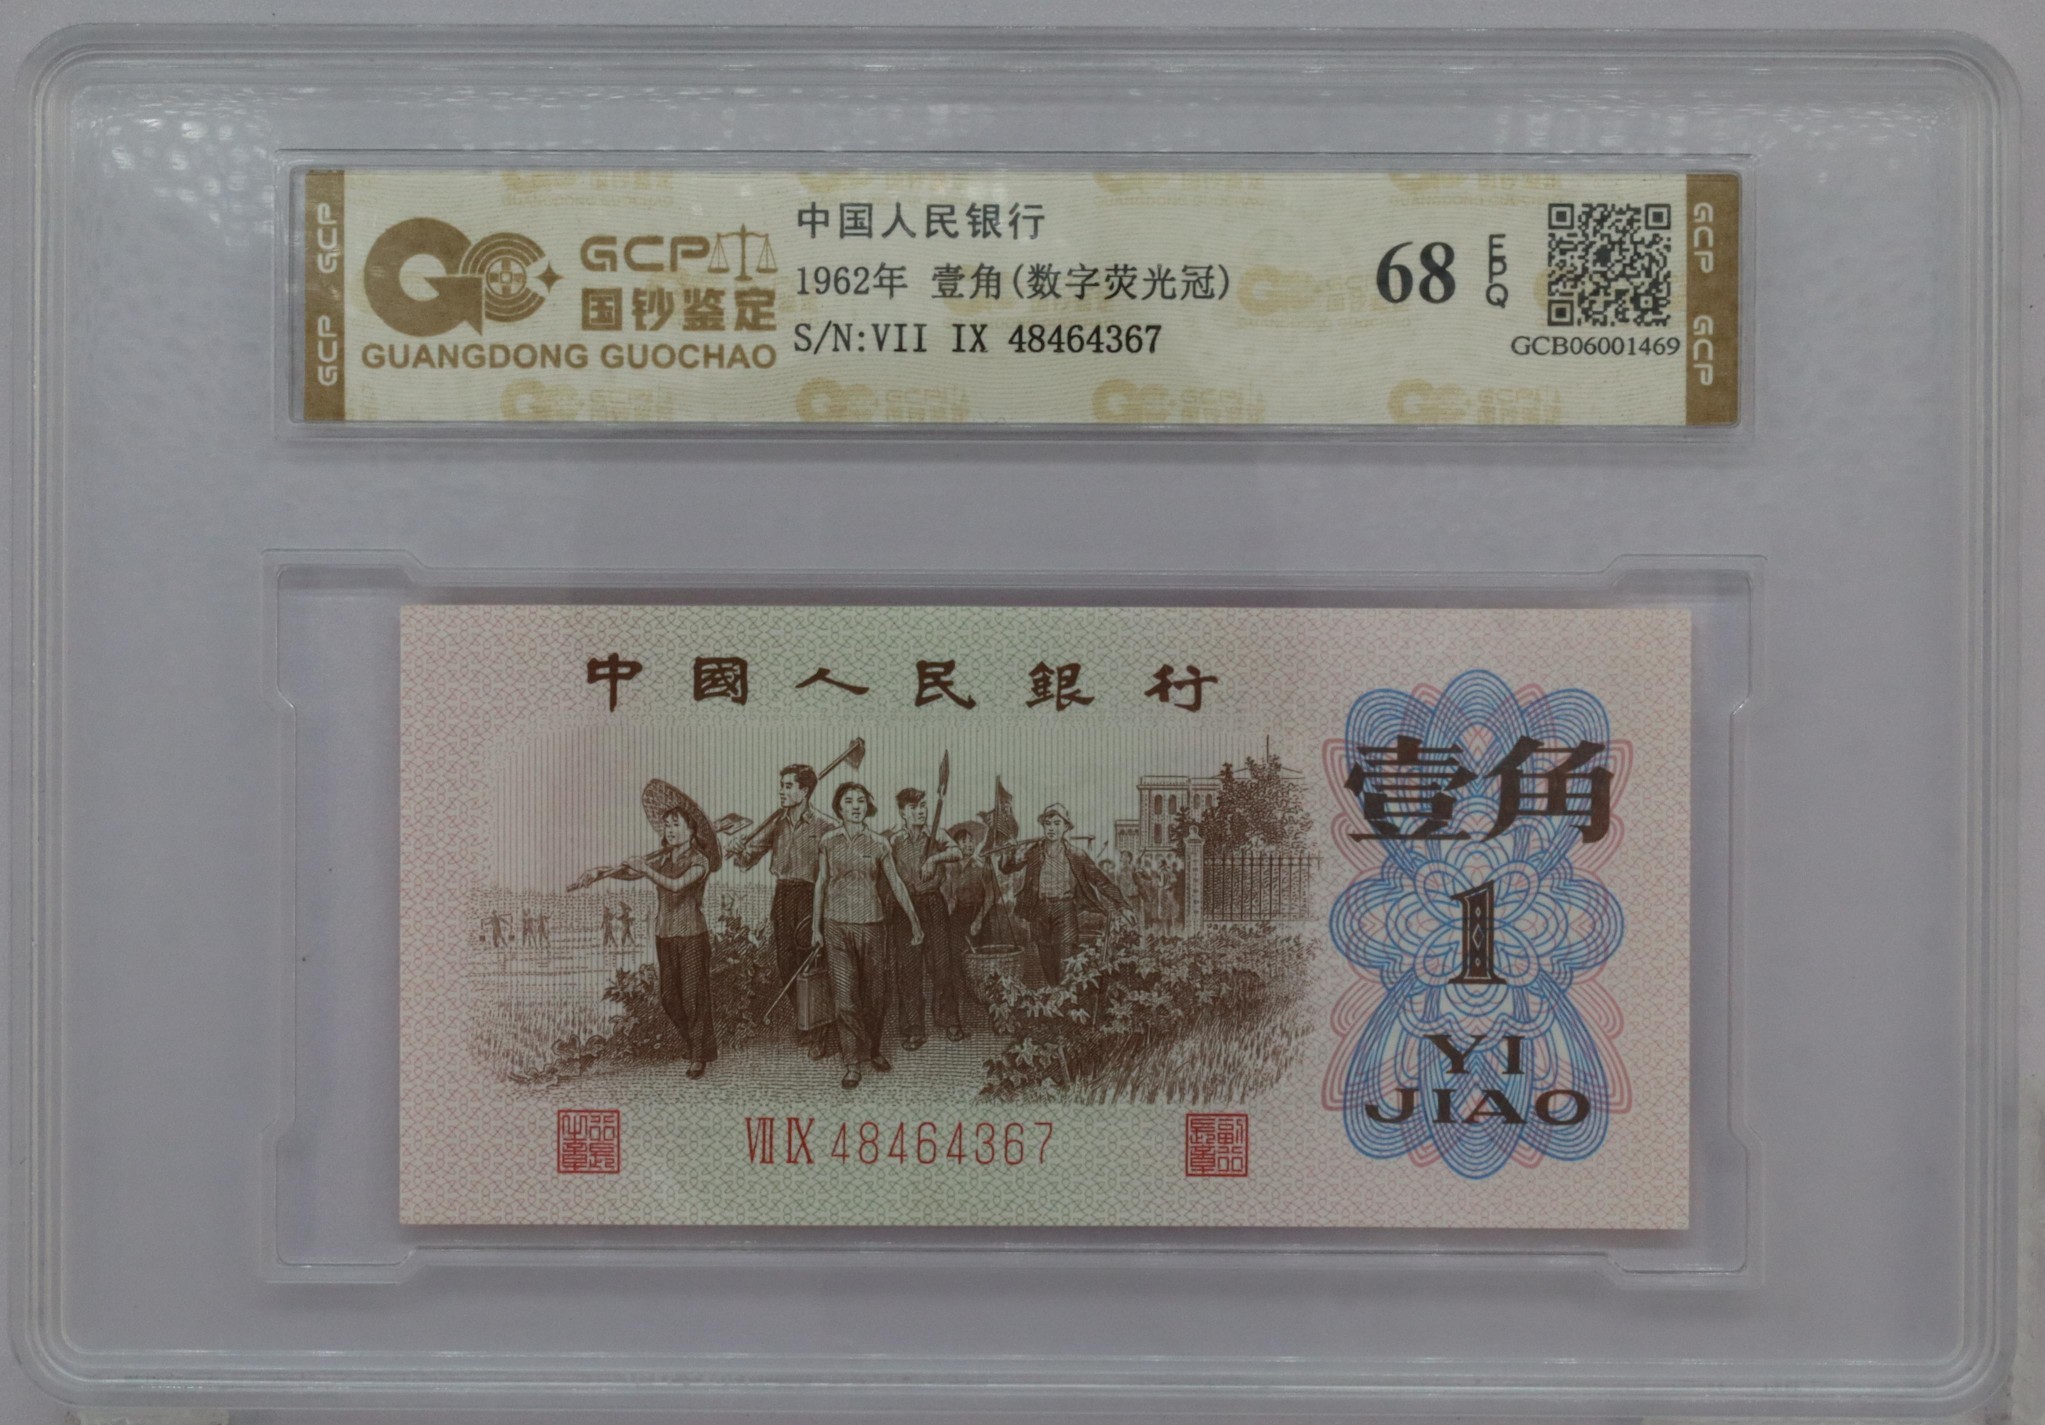 GCP
GCP
GCP
国钞鉴定
GUANGDONG GUOCHAO
中国人民银行
1962年 壹角(数字荧光冠)
S/N:VII IX 48464367
68
EPQ
GCB06001469
GCP
GCP
中國人民銀行
壹角
1
YI
JIAO
VII IX 48464367